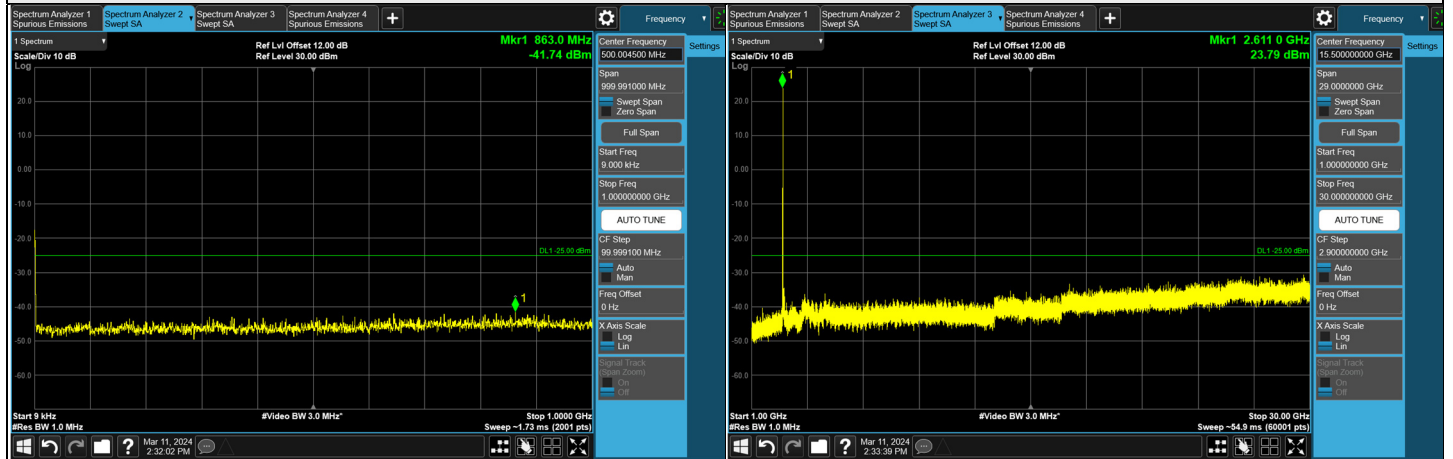 Spectrum Analyzer 1 Spurious Emissions
Spectrum Analyzer 2 Swept SA
Spectrum Analyzer 3 Swept SA
Spectrum Analyzer 4 Spurious Emissions
+
Frequency
1 Spectrum
Scale/Div 10 dB
Log
Ref Lvl Offset 12.00 dB
Ref Level 30.00 dBm
Mkr1 863.0 MHz
-41.74 dBm
20.0
10.0
0.00
-10.0
-20.0
-30.0
-40.0
-50.0
-60.0
DL1 -25.00 dBm
1
Start 9 kHz
#Res BW 1.0 MHz
#Video BW 3.0 MHz*
Stop 1.0000 GHz
Sweep ~1.73 ms (2001 pts)
Center Frequency
500.004500 MHz
Settings
Span
999.991000 MHz
Swept Span
Zero Span
Full Span
Start Freq
9.000 kHz
Stop Freq
1.000000000 GHz
AUTO TUNE
CF Step
99.999100 MHz
Auto
Man
Freq Offset
0 Hz
X Axis Scale
Log
Lin
Signal Track
(Span Zoom)
On
Off
?
Mar 11, 2024
2:32:02 PM
Spectrum Analyzer 1 Spurious Emissions
Spectrum Analyzer 2 Swept SA
Spectrum Analyzer 3 Swept SA
Spectrum Analyzer 4 Spurious Emissions
+
Frequency
1 Spectrum
Scale/Div 10 dB
Log
Ref Lvl Offset 12.00 dB
Ref Level 30.00 dBm
Mkr1 2.611 0 GHz
23.79 dBm
20.0
10.0
0.00
-10.0
-20.0
-30.0
-40.0
-50.0
-60.0
DL1 -25.00 dBm
1
Start 1.00 GHz
#Res BW 1.0 MHz
#Video BW 3.0 MHz*
Stop 30.00 GHz
Sweep ~54.9 ms (60001 pts)
Center Frequency
15.500000000 GHz
Settings
Span
29.0000000 GHz
Swept Span
Zero Span
Full Span
Start Freq
1.000000000 GHz
Stop Freq
30.000000000 GHz
AUTO TUNE
CF Step
2.900000000 GHz
Auto
Man
Freq Offset
0 Hz
X Axis Scale
Log
Lin
Signal Track
(Span Zoom)
On
Off
?
Mar 11, 2024
2:33:39 PM